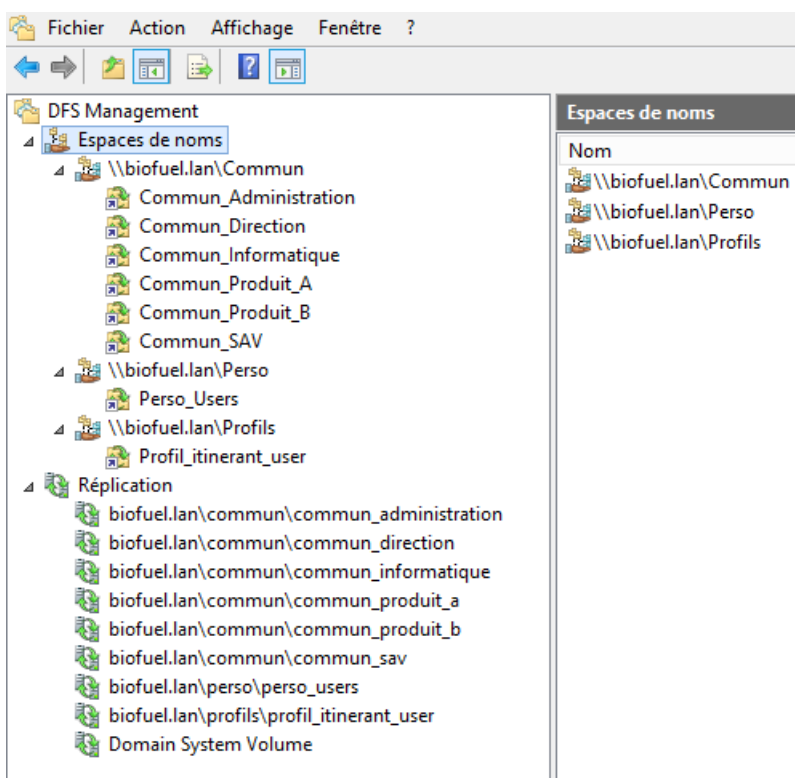 Fichier Action Affichage Fenêtre ?
DFS Management
Espaces de noms
\\biofuel.lan\Commun
Commun_Administration
Commun_Direction
Commun_Informatique
Commun_Produit_A
Commun_Produit_B
Commun_SAV
\\biofuel.lan\Perso
Perso_Users
\\biofuel.lan\Profils
Profil_itinerant_user
Réplication
biofuel.lan\commun\commun_administration
biofuel.lan\commun\commun_direction
biofuel.lan\commun\commun_informatique
biofuel.lan\commun\commun_produit_a
biofuel.lan\commun\commun_produit_b
biofuel.lan\commun\commun_sav
biofuel.lan\perso\perso_users
biofuel.lan\profils\profil_itinerant_user
Domain System Volume
Espaces de noms
Nom
\\biofuel.lan\Commun
\\biofuel.lan\Perso
\\biofuel.lan\Profils